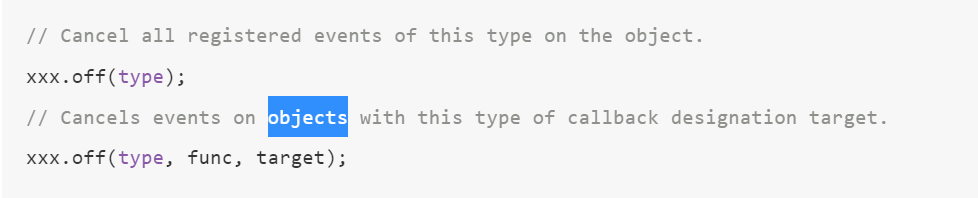 // Cancel all registered events of this type on the object.
xxx.off(type);
// Cancels events on objects with this type of callback designation target.
xxx.off(type, func, target);